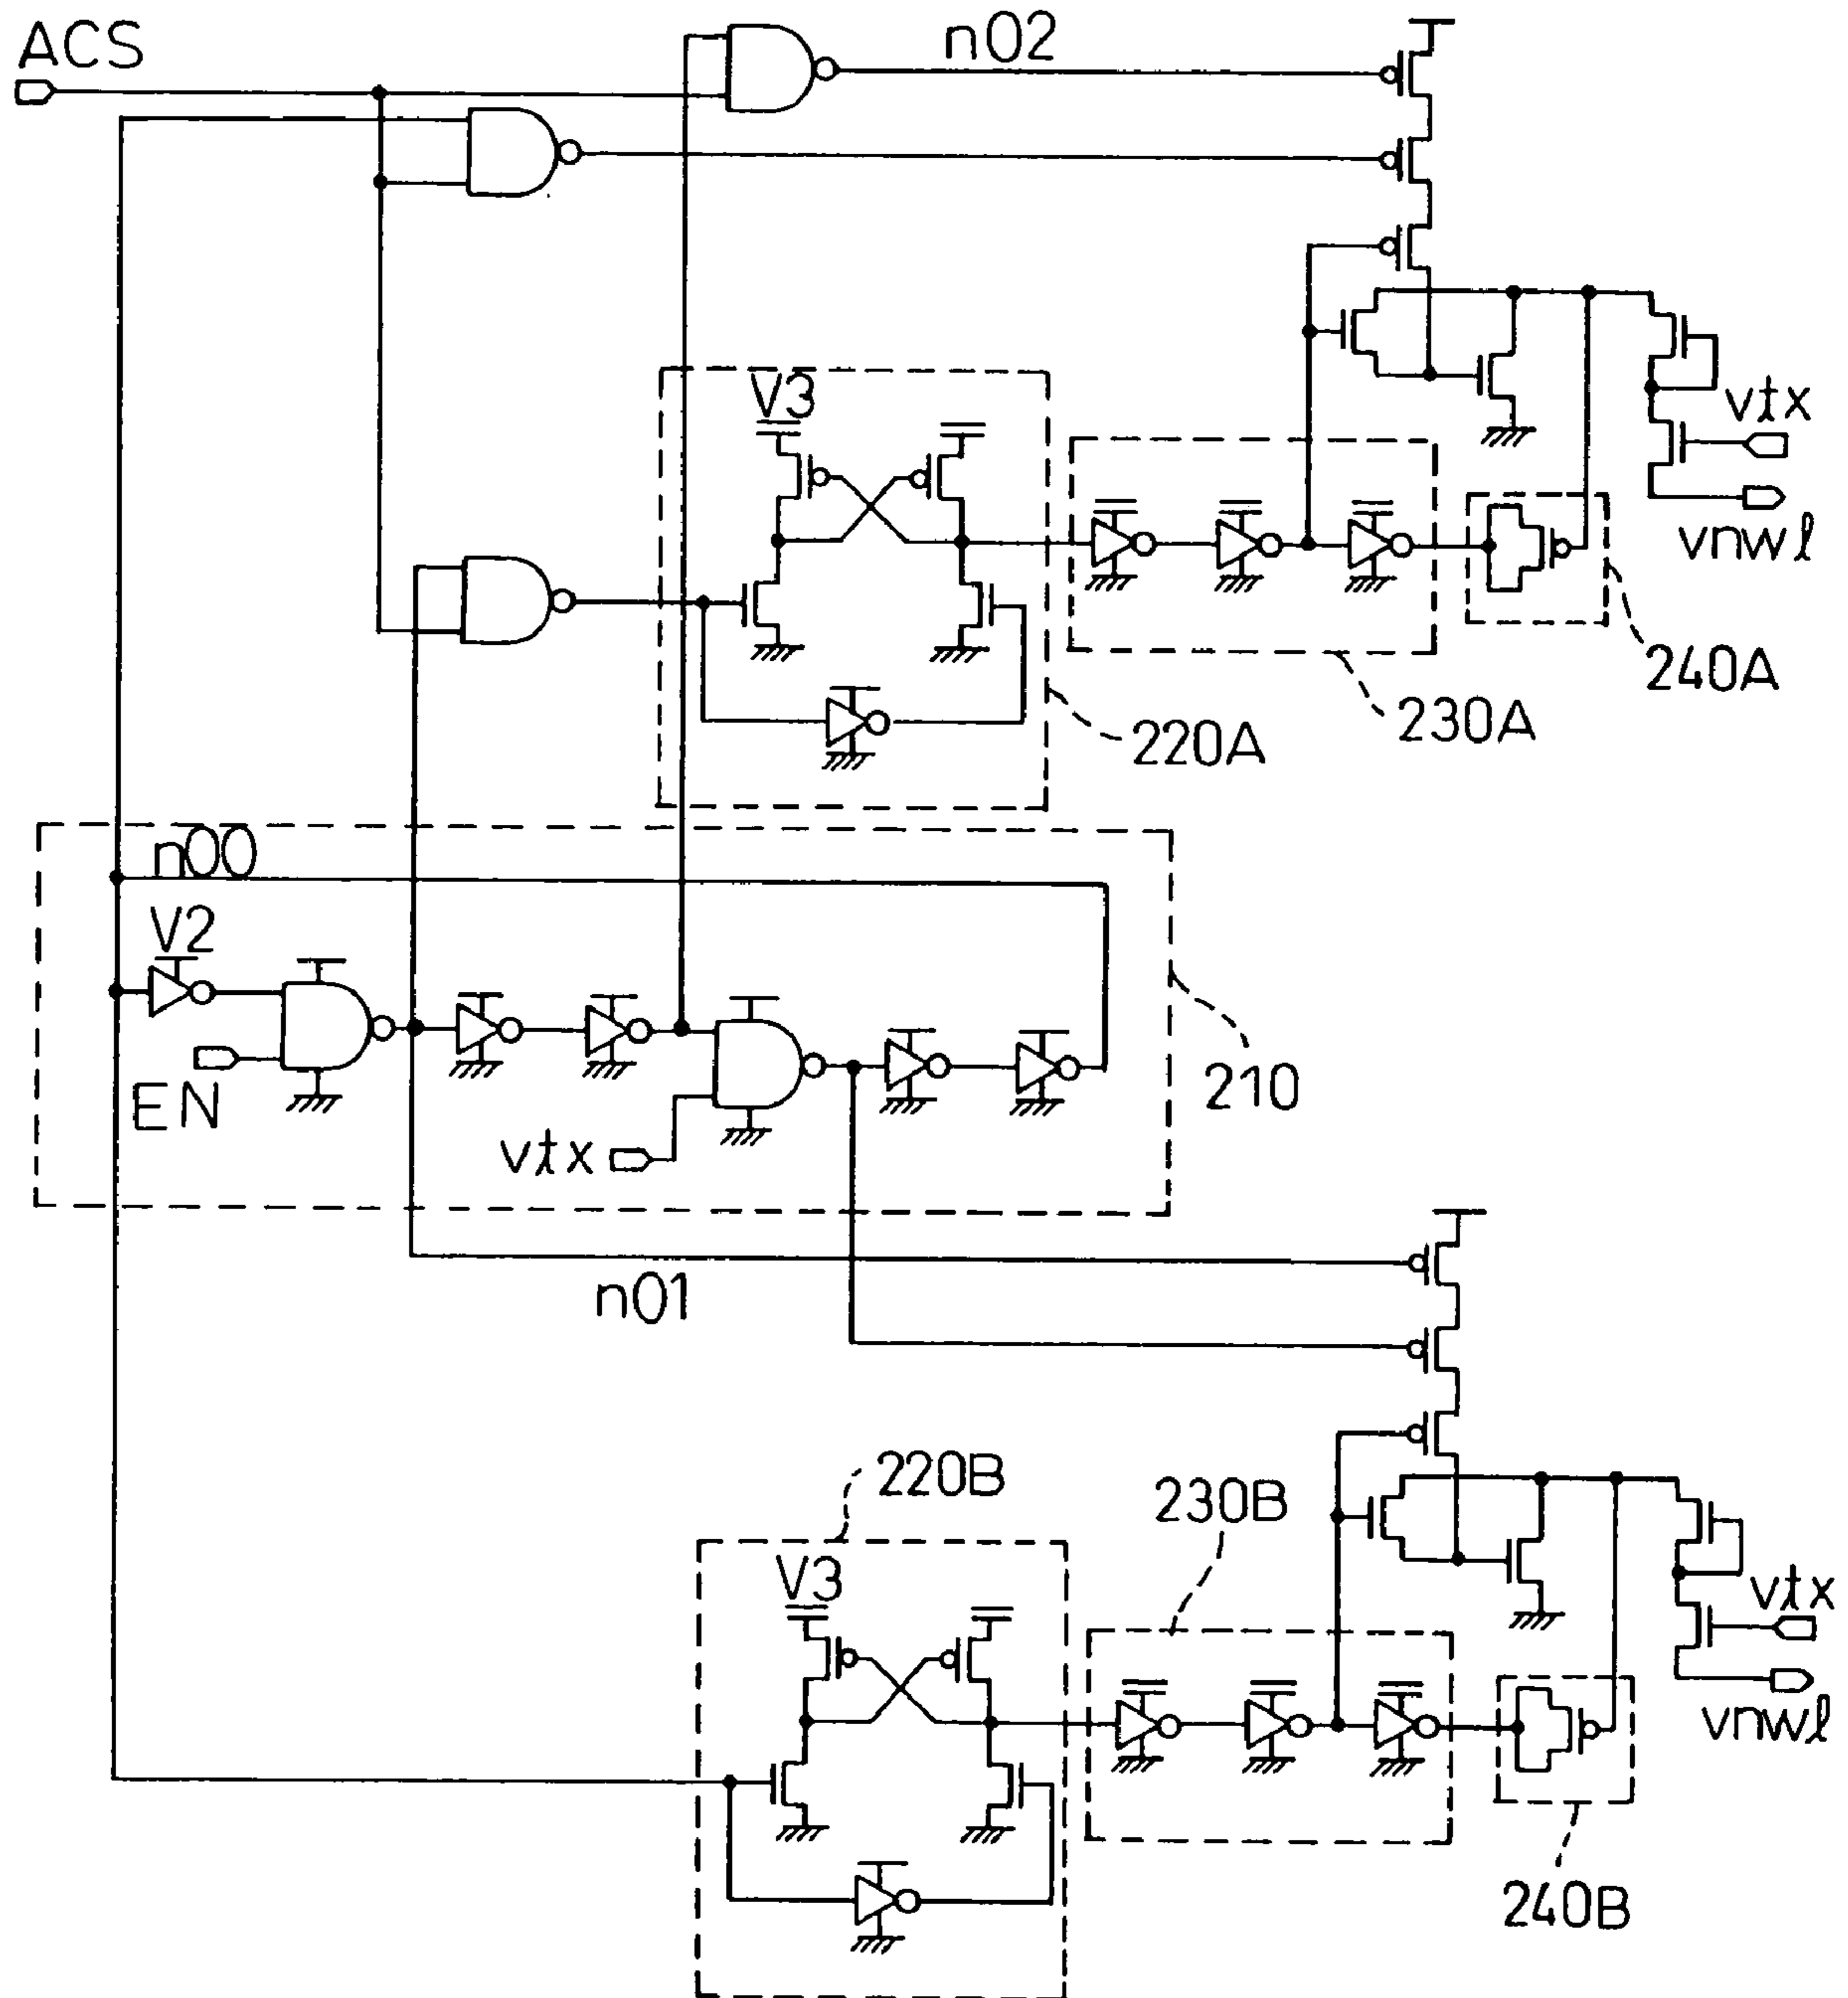 ACS
n02
V3
vtx
vnwl
240A
230A
220A
n00
V2
EN
vtx
210
n01
220B
230B
V3
vtx
vnwl
240B